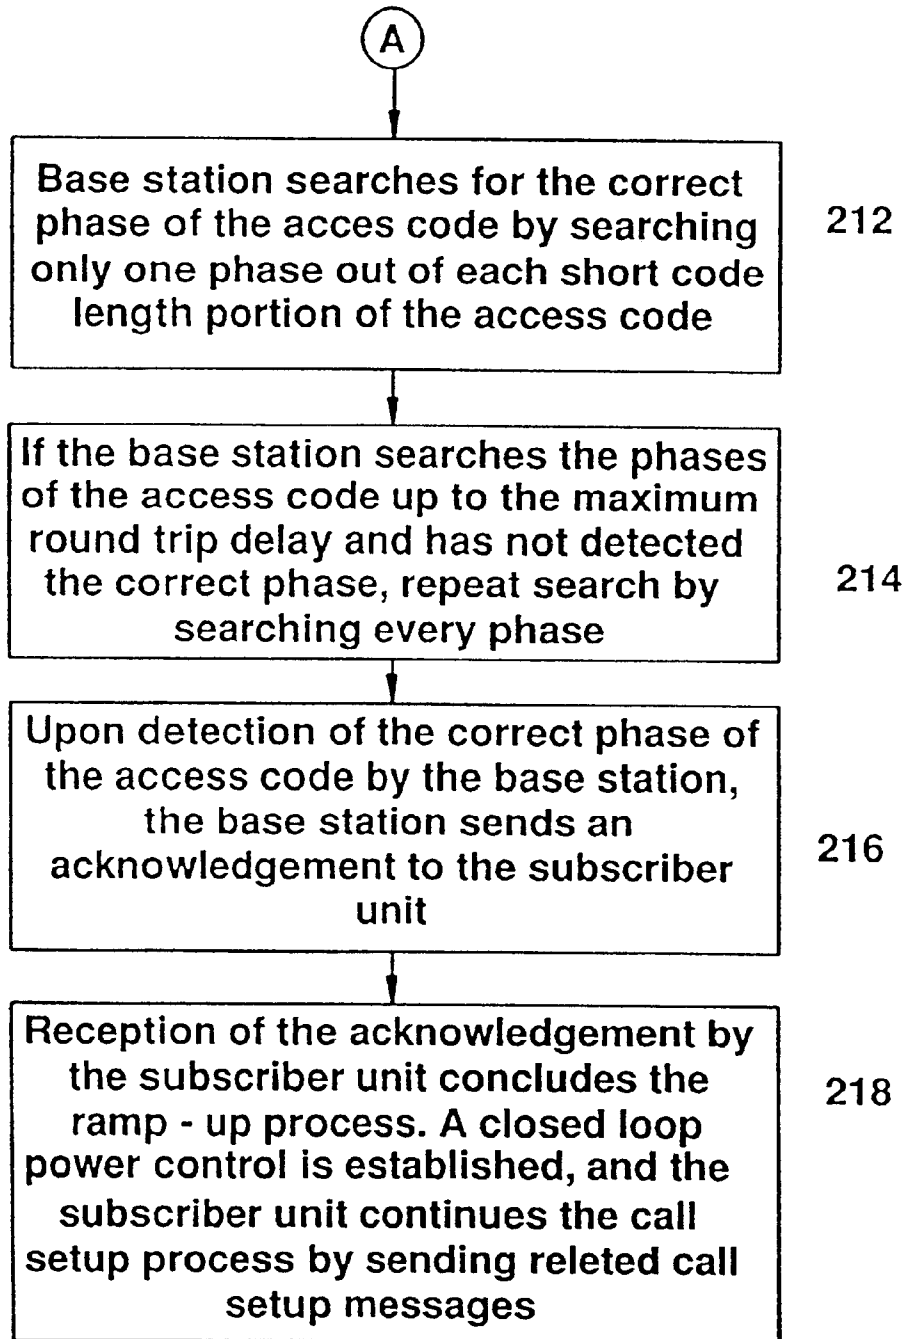 A
Base station searches for the correct
phase of the acces code by searching
only one phase out of each short code
length portion of the access code
212
If the base station searches the phases
of the access code up to the maximum
round trip delay and has not detected
the correct phase, repeat search by
searching every phase
214
Upon detection of the correct phase of
the access code by the base station,
the base station sends an
acknowledgement to the subscriber
unit
216
Reception of the acknowledgement by
the subscriber unit concludes the
ramp - up process. A closed loop
power control is established, and the
subscriber unit continues the call
setup process by sending releted call
setup messages
218